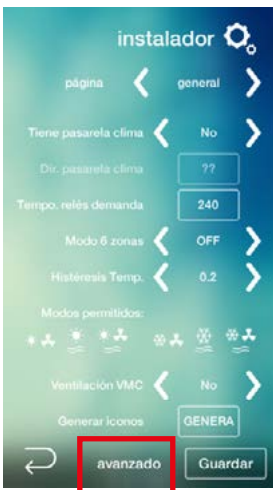 instalador
página general
Tiene pasarela clima No
Dir. pasarela clima ??
Tempo. relés demanda 240
Modo 6 zonas OFF
Histéresis Temp. 0.2
Modos permitidos:
Ventilación VMC No
Generar iconos GENERA
avanzado Guardar